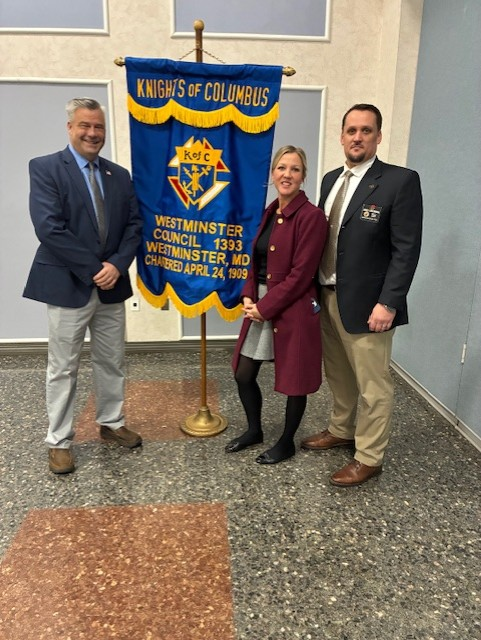 KNIGHTS OF COLUMBUS
K of C
WESTMINSTER
COUNCIL 1393
WESTMINSTER, MD
CHARTERED APRIL 24, 1909